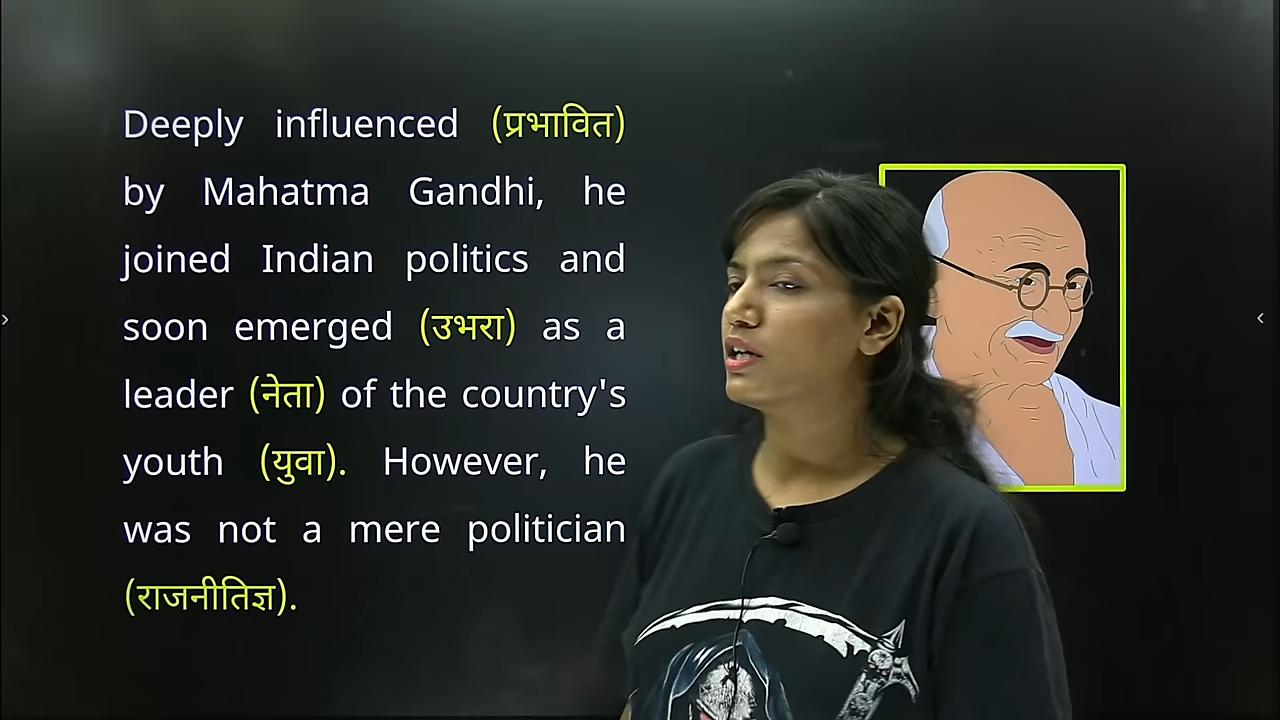 Deeply influenced (प्रभावित)
by Mahatma Gandhi, he
joined Indian politics and
soon emerged (उभरा) as a
leader (नेता) of the country's
youth (युवा). However, he
was not a mere politician
(राजनीतिज्ञ).